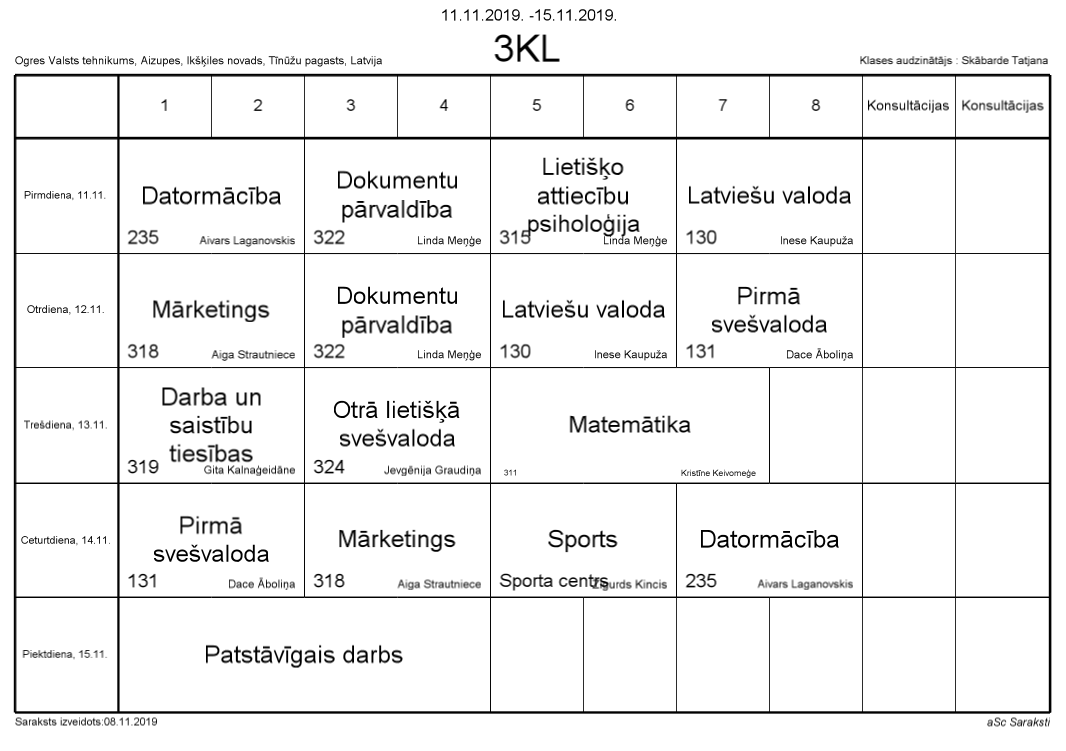 11.11.2019. -15.11.2019.
3KL
Ogres Valsts tehnikums, Aizupes, Ikšķiles novads, Tīnūžu pagasts, Latvija
Klases audzinātājs : Skābarde Tatjana
1 2 3 4 5 6 7 8 Konsultācijas Konsultācijas
Pirmdiena, 11.11.
Datormācība
235 Aivars Laganovskis
Dokumentu
pārvaldība
322 Linda Meņģe
Lietišķo
attiecību
psiholoģija
315 Linda Meņģe
Latviešu valoda
130 Inese Kaupuža
Otrdiena, 12.11.
Mārketings
318 Aiga Strautniece
Dokumentu
pārvaldība
322 Linda Meņģe
Latviešu valoda
130 Inese Kaupuža
Pirmā
svešvaloda
131 Dace Āboliņa
Trešdiena, 13.11.
Darba un
saistību
tiesības
319 Gita Kalnaģeidāne
Otrā lietišķā
svešvaloda
324 Jevgēnija Graudiņa
Matemātika
311 Kristīne Keivomeģe
Ceturtdiena, 14.11.
Pirmā
svešvaloda
131 Dace Āboliņa
Mārketings
318 Aiga Strautniece
Sports
Sporta centrs Zigurds Kincis
Datormācība
235 Aivars Laganovskis
Piektdiena, 15.11.
Patstāvīgais darbs
Saraksts izveidots:08.11.2019
aSc Saraksti